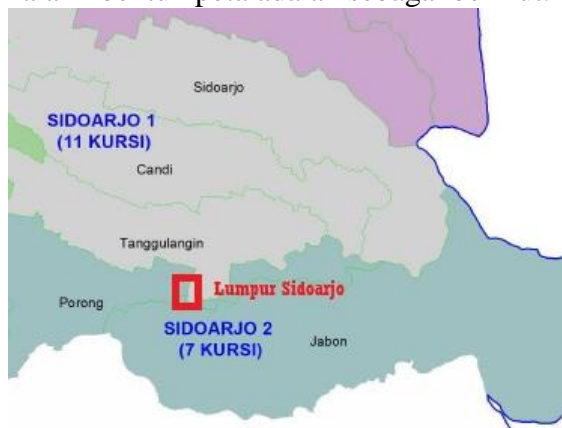 Sidoarjo
SIDOARJO 1
(11 KURSI)
Candi
Tanggulangin
Lumpur Sidoarjo
Porong
SIDOARJO 2
(7 KURSI)
Jabon